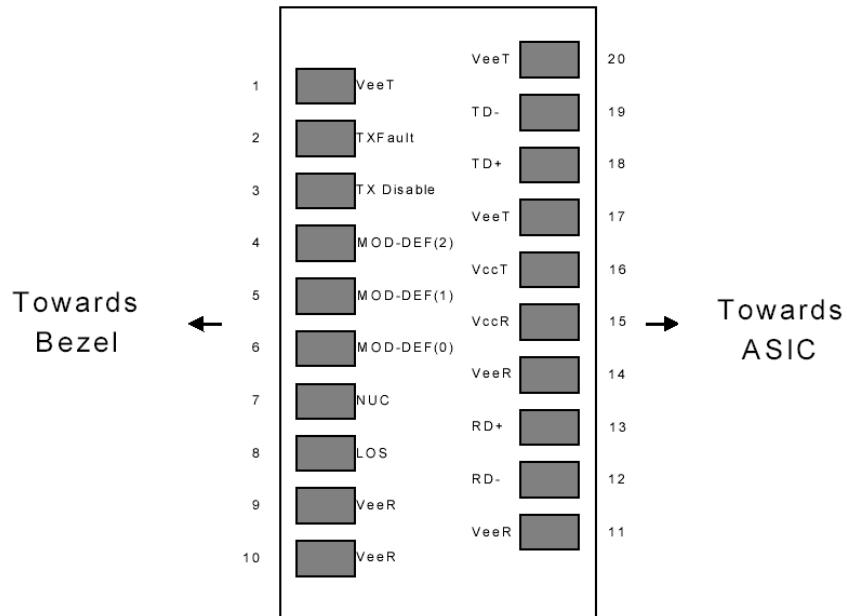 VeeT 20
1 VeeT
TD- 19
2 TXFault
TD+ 18
3 TX Disable
VeeT 17
4 MOD-DEF(2)
VccT 16
5 MOD-DEF(1)
VccR 15
6 MOD-DEF(0)
VeeR 14
7 NUC
RD+ 13
8 LOS
RD- 12
9 VeeR
VeeR 11
10 VeeR
Towards
Bezel
Towards
ASIC